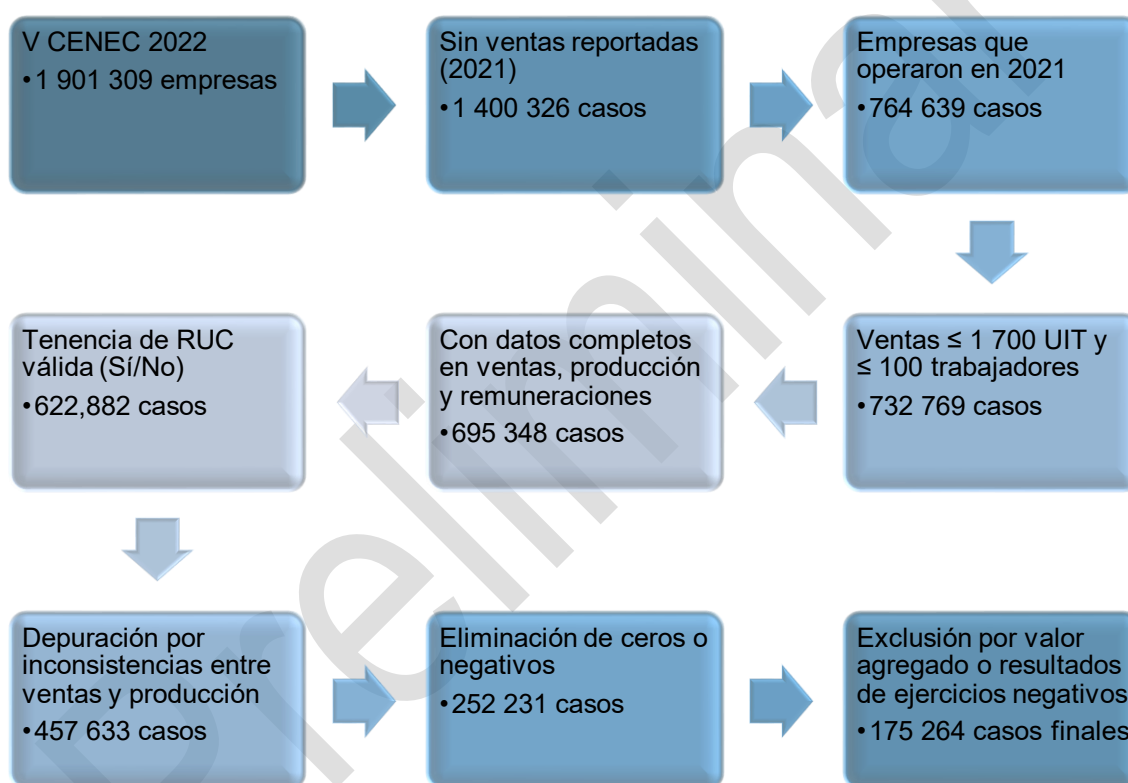 V CENEC 2022
•1 901 309 empresas
Sin ventas reportadas
(2021)
•1 400 326 casos
Empresas que
operaron en 2021
•764 639 casos
Ventas ≤ 1 700 UIT y
≤ 100 trabajadores
•732 769 casos
Con datos completos
en ventas, producción
y remuneraciones
•695 348 casos
Tenencia de RUC
válida (Sí/No)
•622,882 casos
Depuración por
inconsistencias entre
ventas y producción
•457 633 casos
Eliminación de ceros o
negativos
•252 231 casos
Exclusión por valor
agregado o resultados
de ejercicios negativos
•175 264 casos finales
Preliminar